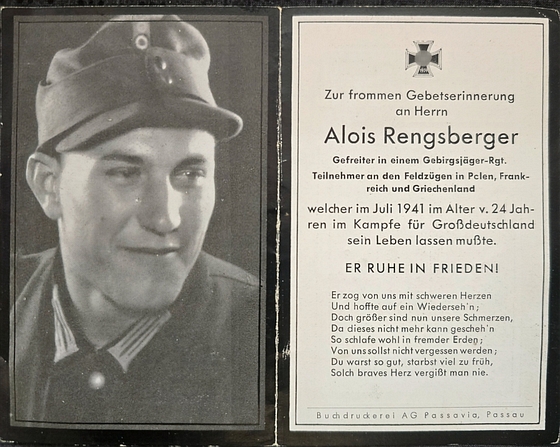 Zur frommen Gebetserinnerung
an Herrn
Alois Rengsberger
Gefreiter in einem Gebirgsjäger-Rgt.
Teilnehmer an den Feldzügen in Polen, Frank-
reich und Griechenland
welcher im Juli 1941 im Alter v. 24 Jah-
ren im Kampfe für Großdeutschland
sein Leben lassen mußte.
ER RUHE IN FRIEDEN!
Er zog von uns mit schweren Herzen
Und hoffte auf ein Wiederseh'n;
Doch größer sind nun unsere Schmerzen,
Da dieses nicht mehr kann gescheh'n
So schlafe wohl in fremder Erden;
Von uns sollst nicht vergessen werden;
Du warst so gut, starbst viel zu früh,
Solch braves Herz vergißt man nie.
Buchdruckerei AG Passavia, Passau